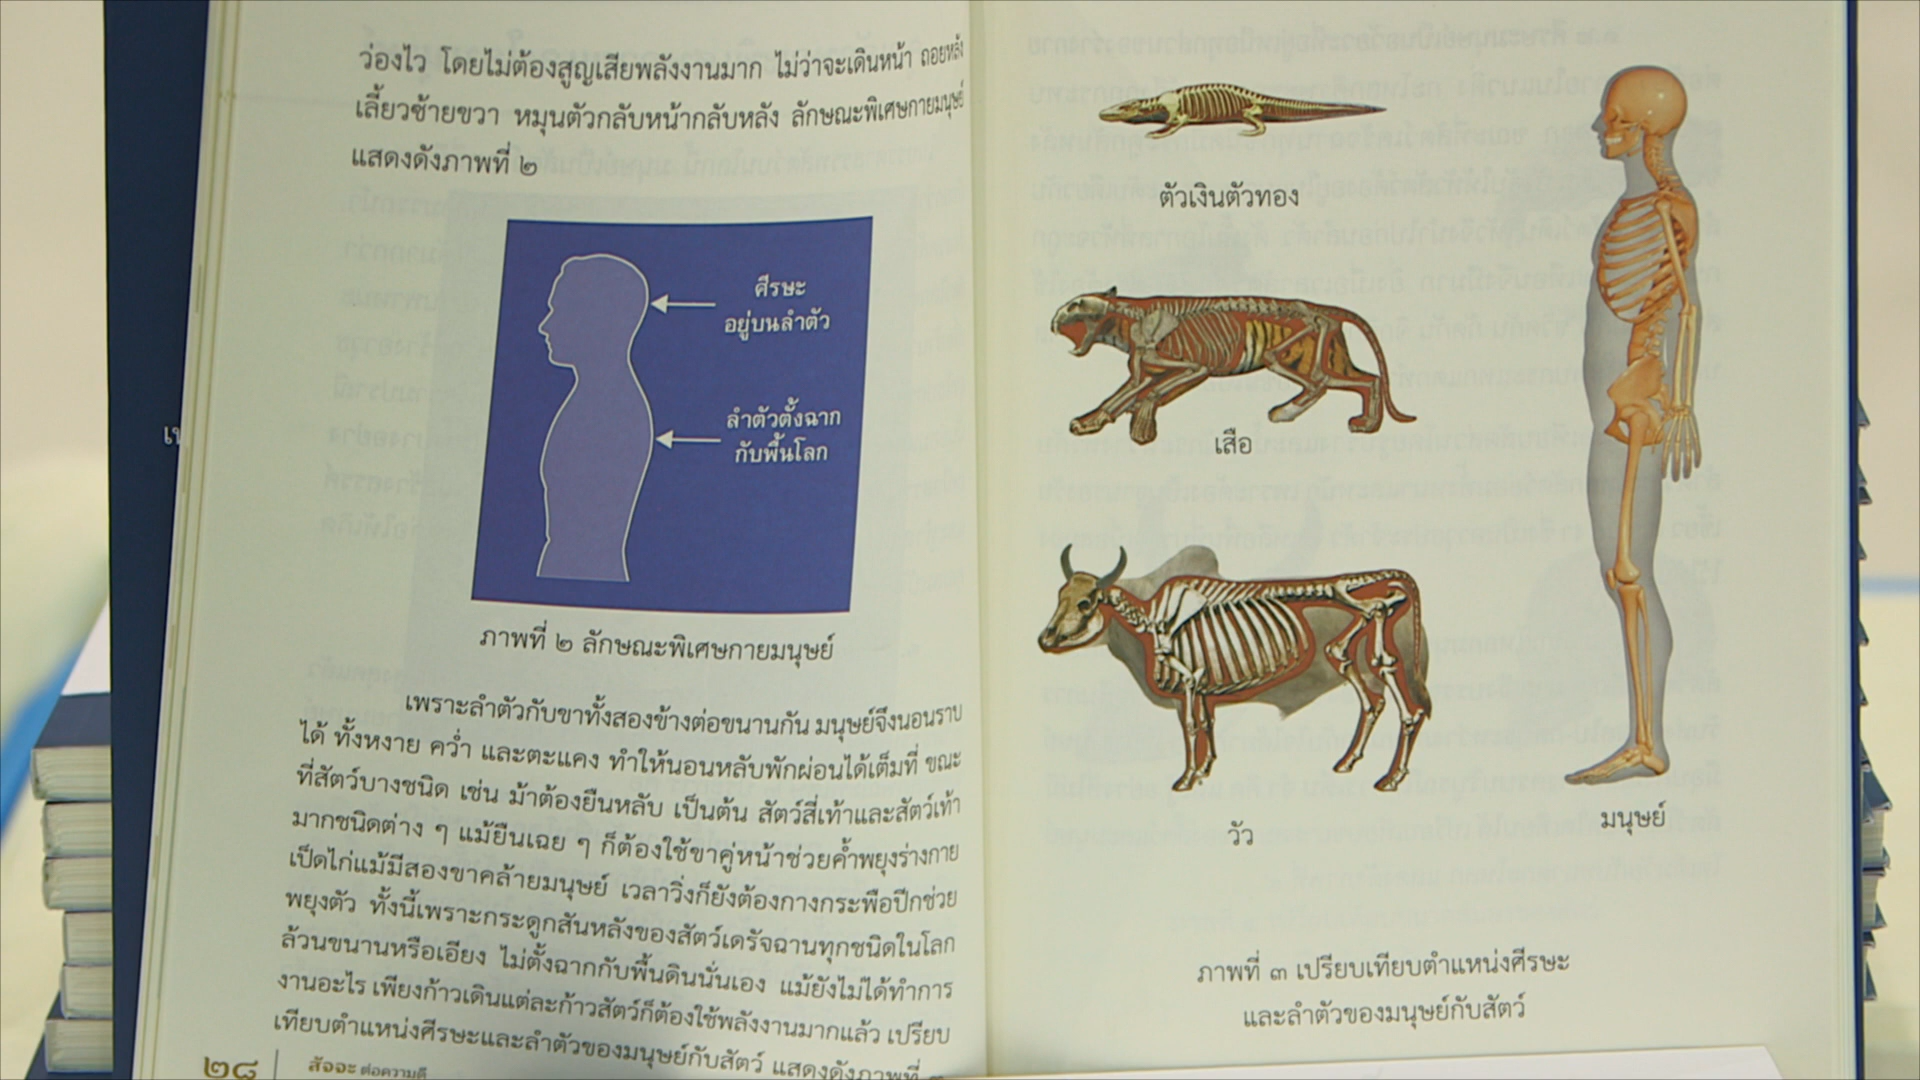 ว่องไว โดยไม่ต้องสูญเสียพลังงานมาก ไม่ว่าจะเดินหน้า ถอยหลัง
เลี้ยวซ้ายขวา หมุนตัวกลับหน้ากลับหลัง ลักษณะพิเศษกายมนุษย์
แสดงดังภาพที่ ๒
ศีรษะ
อยู่บนลำตัว
ลำตัวตั้งฉาก
กับพื้นโลก
ภาพที่ ๒ ลักษณะพิเศษกายมนุษย์
เพราะลำตัวกับขาทั้งสองข้างต่อขนานกัน มนุษย์จึงนอนราบ
ได้ ทั้งหงาย คว่ำ และตะแคง ทำให้นอนหลับพักผ่อนได้เต็มที่ ขณะ
ที่สัตว์บางชนิด เช่น ม้าต้องยืนหลับ เป็นต้น สัตว์สี่เท้าและสัตว์เท้า
มากชนิดต่าง ๆ แม้ยืนเฉย ๆ ก็ต้องใช้ขาคู่หน้าช่วยค้ำพยุงร่างกาย
เป็ดไก่แม้มีสองขาคล้ายมนุษย์ เวลาวิ่งก็ยังต้องกางกระพือปีกช่วย
พยุงตัว ทั้งนี้เพราะกระดูกสันหลังของสัตว์เดรัจฉานทุกชนิดในโลก
ล้วนขนานหรือเอียง ไม่ตั้งฉากกับพื้นดินนั่นเอง แม้ยังไม่ได้ทำการ
งานอะไร เพียงก้าวเดินแต่ละก้าวสัตว์ก็ต้องใช้พลังงานมากแล้ว เปรียบ
เทียบตำแหน่งศีรษะและลำตัวของมนุษย์กับสัตว์ แสดงดังภาพที่
๒๘
สัจจะ ต่อความดี
ตัวเงินตัวทอง
เสือ
วัว
มนุษย์
ภาพที่ ๓ เปรียบเทียบตำแหน่งศีรษะ
และลำตัวของมนุษย์กับสัตว์